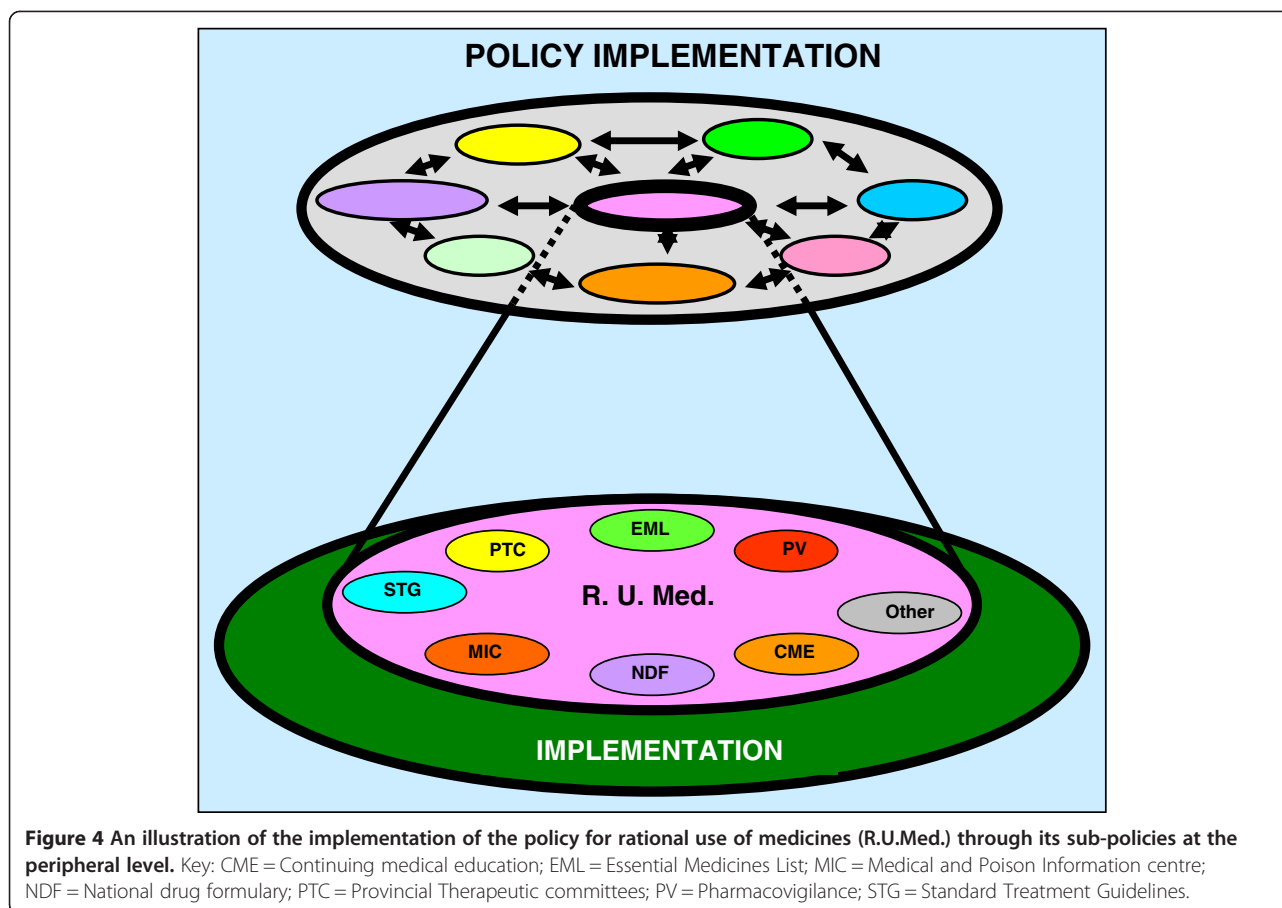 POLICY IMPLEMENTATION
EML
PTC
PV
STG
R. U. Med.
Other
MIC
CME
NDF
IMPLEMENTATION
Figure 4 An illustration of the implementation of the policy for rational use of medicines (R.U.Med.) through its sub-policies at the
peripheral level. Key: CME = Continuing medical education; EML = Essential Medicines List; MIC = Medical and Poison Information centre;
NDF = National drug formulary; PTC = Provincial Therapeutic committees; PV = Pharmacovigilance; STG = Standard Treatment Guidelines.